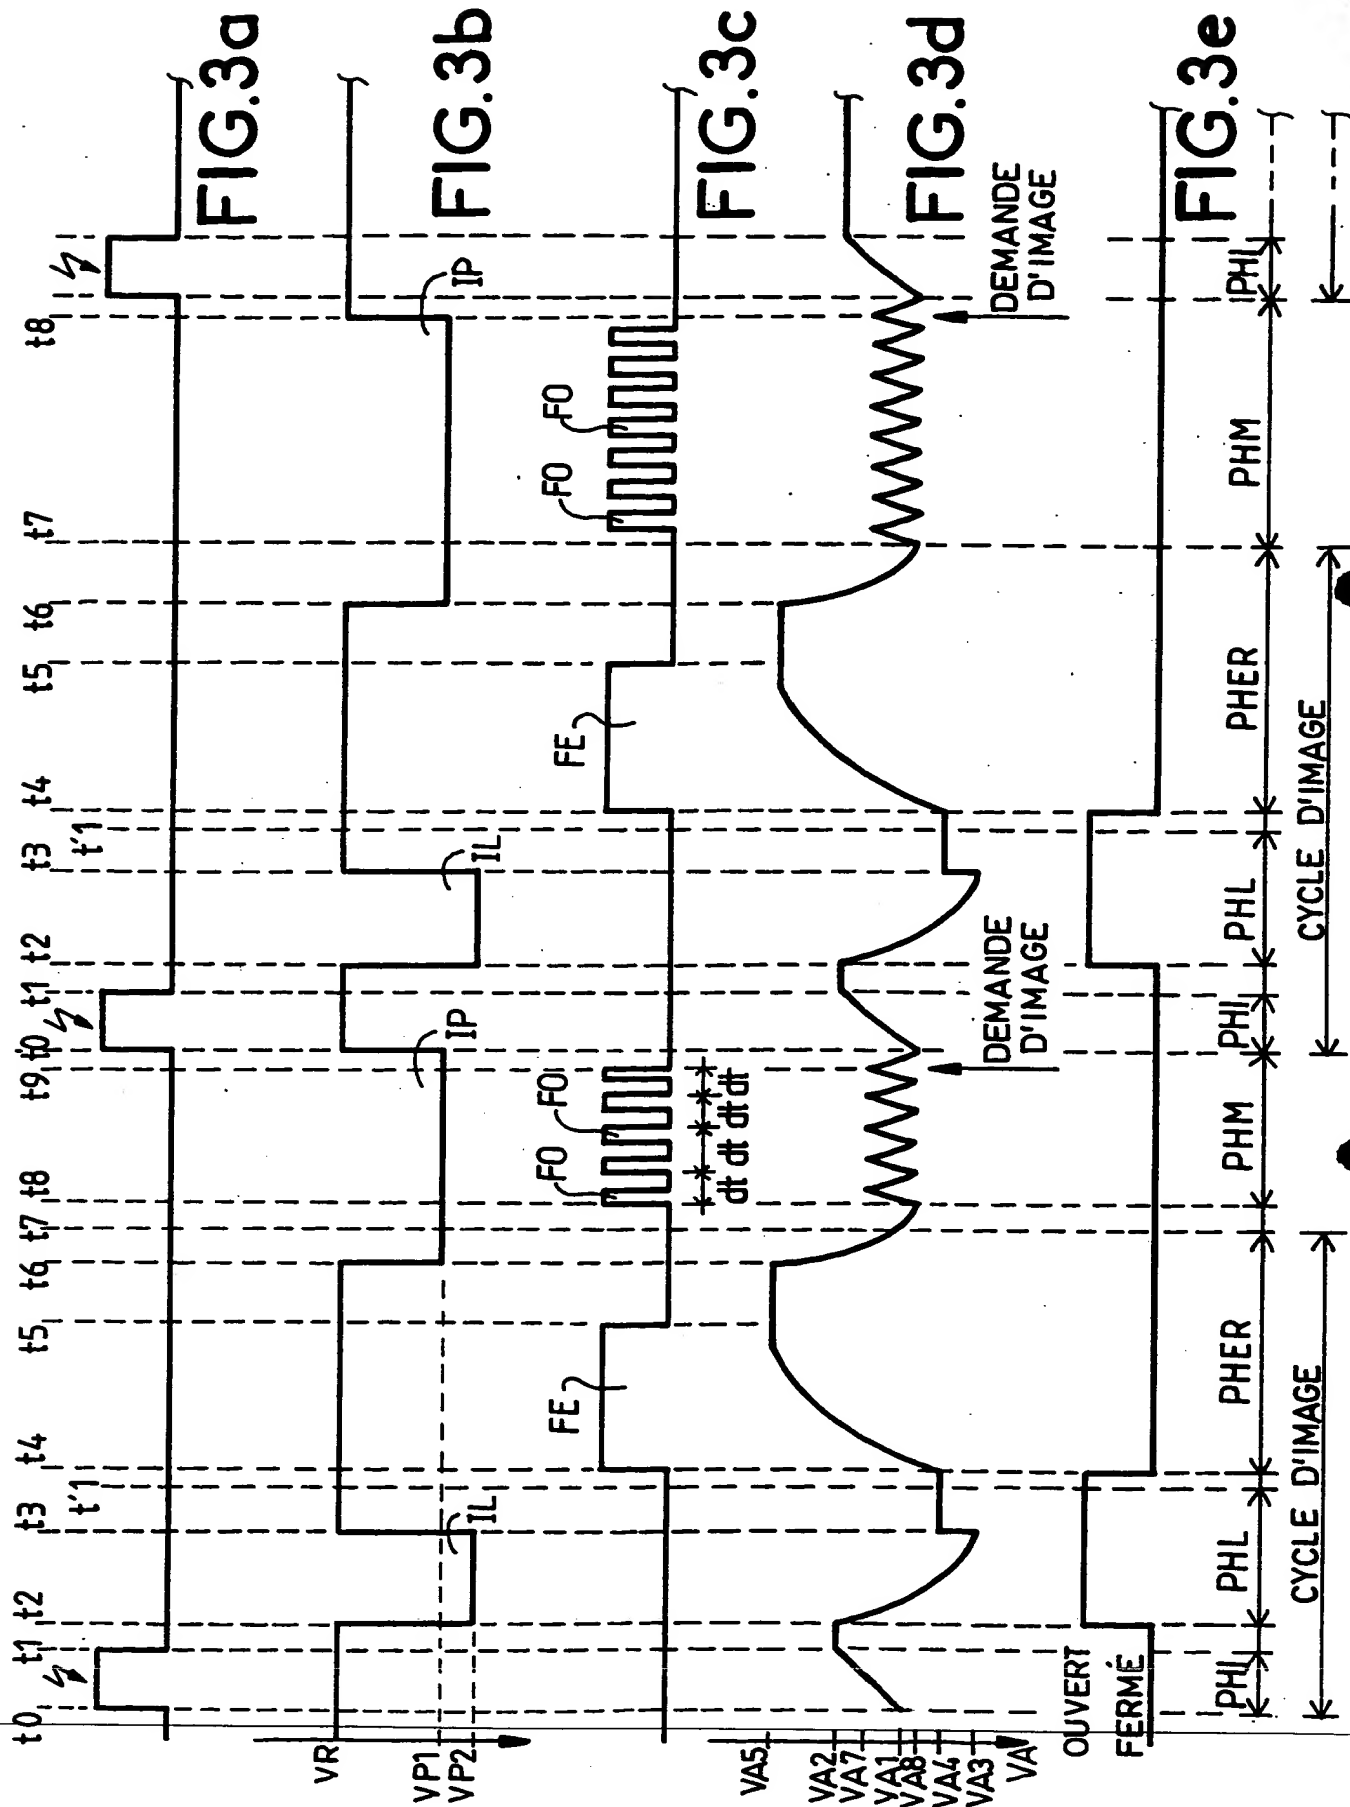 t0 t1 t2 t3 t'1 t4 t5 t6 t7 t8 t9 t'0 t1 t2 t3 t'1 t4 t5 t6 t7 t8
FIG.3a
VR
VP1
VP2
IL
IP
IL
IP
FIG.3b
FE
FO
FO
dt dt dt dt
FE
FO
FO
FIG.3c
VA5
VA2
VA7
VA1
VA8
VA4
VA3
VA
DEMANDE
D'IMAGE
DEMANDE
D'IMAGE
FIG.3d
OUVERT
FERMÉ
FIG.3e
PHI PHL PHER PHM PHI PHL PHER PHM PHI
CYCLE D'IMAGE
CYCLE D'IMAGE